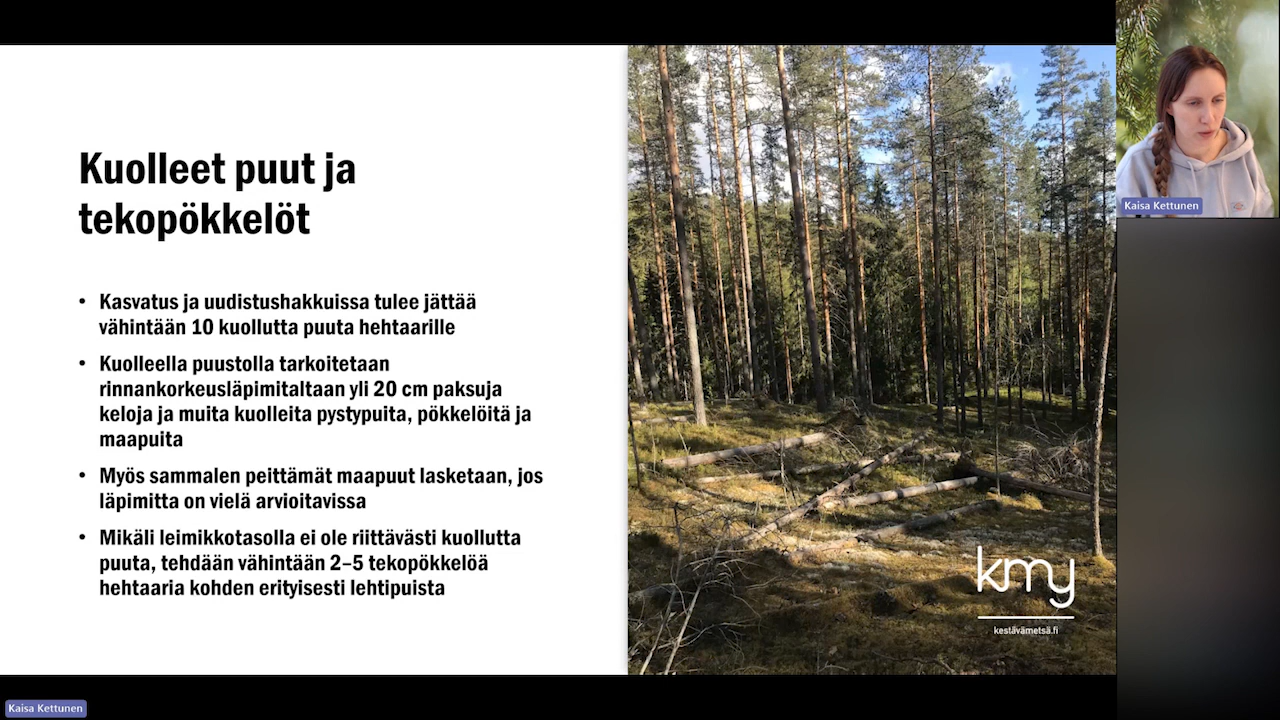 Kuolleet puut ja
tekopökkelöt
• Kasvatus ja uudistushakkuissa tulee jättää
vähintään 10 kuollutta puuta hehtaarille
• Kuolleella puustolla tarkoitetaan
rinnankorkeusläpimitaltaan yli 20 cm paksuja
keloja ja muita kuolleita pystypuita, pökkelöitä ja
maapuita
• Myös sammalen peittämät maapuut lasketaan, jos
läpimitta on vielä arvioitavissa
• Mikäli leimikkotasolla ei ole riittävästi kuollutta
puuta, tehdään vähintään 2–5 tekopökkelöä
hehtaaria kohden erityisesti lehtipuista
kmy
kestävämetsä.fi
Kaisa Kettunen
Kaisa Kettunen